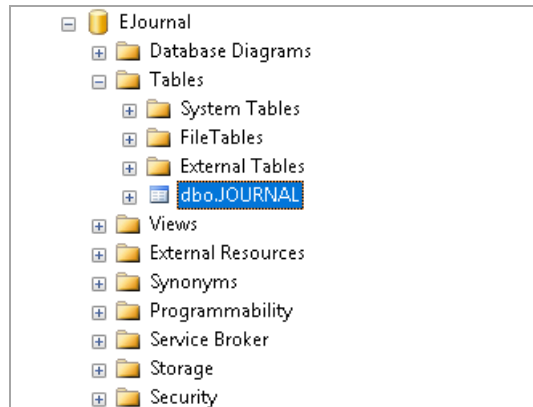 EJournal
Database Diagrams
Tables
System Tables
FileTables
External Tables
dbo.JOURNAL
Views
External Resources
Synonyms
Programmability
Service Broker
Storage
Security